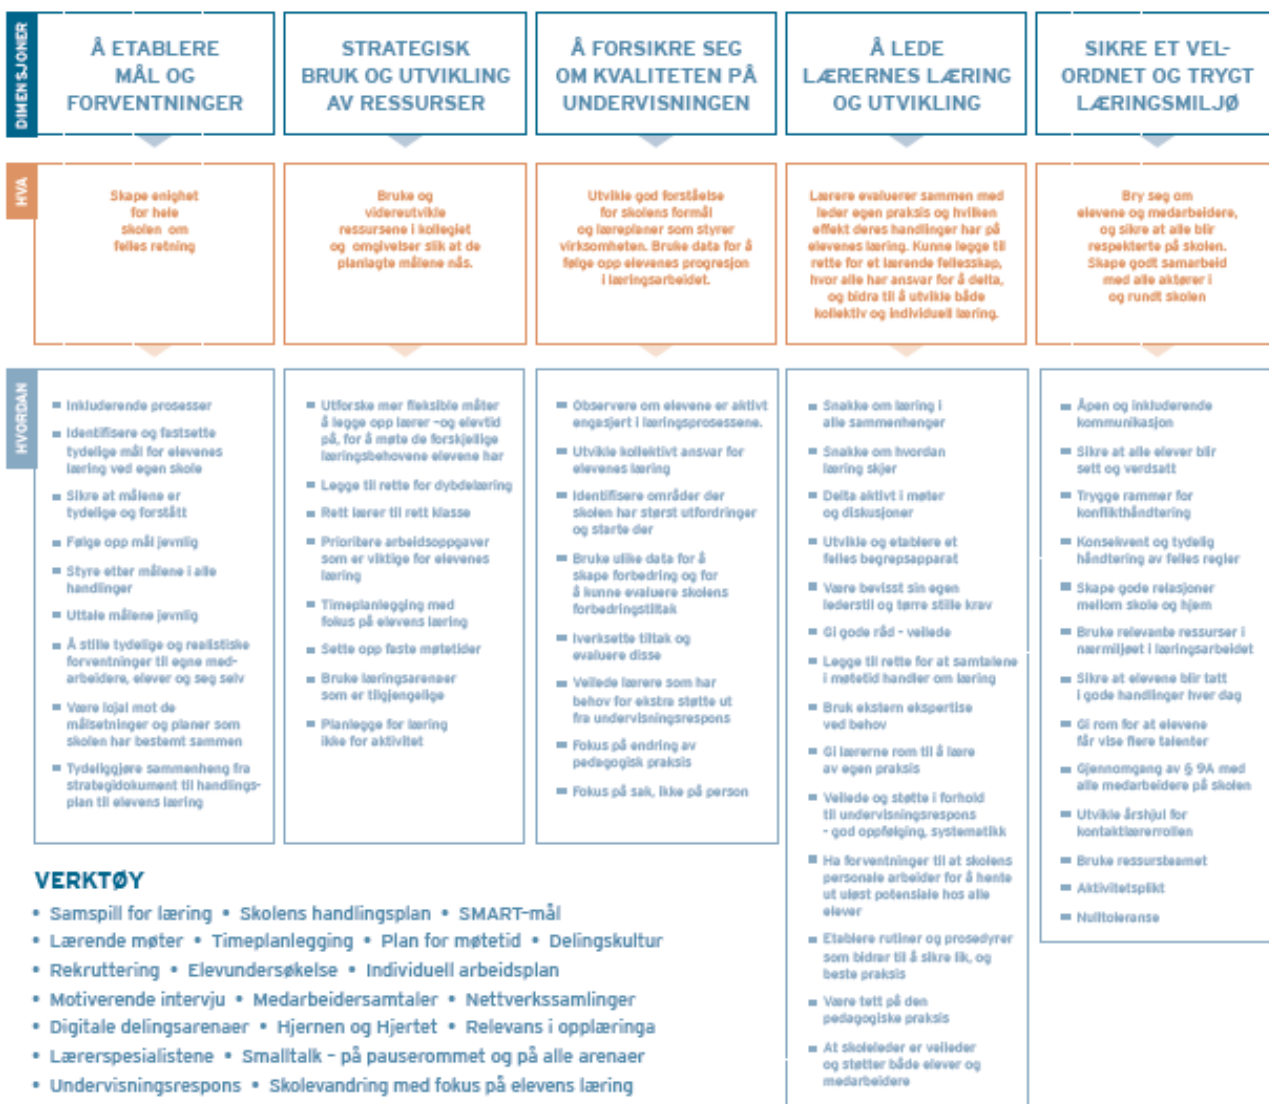 DIMENSJONER
Å ETABLERE
MÅL OG
FORVENTNINGER
STRATEGISK
BRUK OG UTVIKLING
AV RESSURSER
Å FORSIKRE SEG
OM KVALITETEN PÅ
UNDERVISNINGEN
Å LEDE
LÆRERNES LÆRING
OG UTVIKLING
SIKRE ET VEL-
ORDNET OG TRYGT
LÆRINGSMILJØ
HVA
Skape enighet
for hele
skolen om
felles retning
Bruke og
videreutvikle
ressursene i kollegiet
og omgivelser slik at de
planlagte målene nås.
Utvikle god forståelse
for skolens formål
og læreplaner som styrer
virksomheten. Bruke data for å
følge opp elevenes progresjon
i læringsarbeidet.
Lærere evaluerer sammen med
leder egen praksis og hvilken
effekt deres handlinger har på
elevenes læring. Kunne legge til
rette for et lærende fellesskap,
hvor alle har ansvar for å delta,
og bidra til å utvikle både
kollektiv og individuell læring.
Bry seg om
elevene og medarbeidere,
og sikre at alle blir
respekterte på skolen.
Skape godt samarbeid
med alle aktører i
og rundt skolen
HVORDAN
Inkluderende prosesser
Identifisere og fastsette
tydelige mål for elevenes
læring ved egen skole
Sikre at målene er
tydelige og forstått
Følge opp mål jevnlig
Styre etter målene i alle
handlinger
Uttale målene jevnlig
Å stille tydelige og realistiske
forventninger til egne med-
arbeidere, elever og seg selv
Være lojal mot de
målsetninger og planer som
skolen har bestemt sammen
Tydeliggjøre sammenheng fra
strategidokument til handlings-
plan til elevens læring
Utforske mer fleksible måter
å legge opp lærer -og elevtid
på, for å møte de forskjellige
læringsbehovene elevene har
Legge til rette for dybdelæring
Rett lærer til rett klasse
Prioritere arbeidsoppgaver
som er viktige for elevenes
læring
Timeplanlegging med
fokus på elevens læring
Sette opp faste møtetider
Bruke læringsarenaer
som er tilgjengelige
Planlegge for læring
ikke for aktivitet
Observere om elevene er aktivt
engasjert i læringsprosessene.
Utvikle kollektivt ansvar for
elevenes læring
Identifisere områder der
skolen har størst utfordringer
og starte der
Bruke ulike data for å
skape forbedring og for
å kunne evaluere skolens
forbedringstiltak
Iverksette tiltak og
evaluere disse
Veilede lærere som har
behov for ekstra støtte ut
fra undervisningsrespons
Fokus på endring av
pedagogisk praksis
Fokus på sak, ikke på person
Snakke om læring i
alle sammenhenger
Snakke om hvordan
læring skjer
Delta aktivt i møter
og diskusjoner
Utvikle og etablere et
felles begrepsapparat
Være bevisst sin egen
lederstil og tørre stille krav
Gi gode råd - veilede
Legge til rette for at samtalene
i møtetid handler om læring
Bruk ekstern ekspertise
ved behov
Gi lærerne rom til å lære
av egen praksis
Veilede og støtte i forhold
til undervisningsrespons
- god oppfølging, systematikk
Ha forventninger til at skolens
personale arbeider for å hente
ut uløst potensiale hos alle
elever
Etablere rutiner og prosedyrer
som bidrar til å sikre lik, og
beste praksis
Være tett på den
pedagogiske praksis
At skoleleder er veileder
og støtter både elever og
medarbeidere
Åpen og inkluderende
kommunikasjon
Sikre at alle elever blir
sett og verdsatt
Trygge rammer for
konflikthåndtering
Konsekvent og tydelig
håndtering av felles regler
Skape gode relasjoner
mellom skole og hjem
Bruke relevante ressurser i
nærmiljøet i læringsarbeidet
Sikre at elevene blir tatt
i gode handlinger hver dag
Gi rom for at elevene
får vise flere talenter
Gjennomgang av § 9A med
alle medarbeidere på skolen
Utvikle årshjul for
kontaktlærerrollen
Bruke ressursteamet
Aktivitetsplikt
Nulltoleranse
VERKTØY
• Samspill for læring • Skolens handlingsplan • SMART-mål
• Lærende møter • Timeplanlegging • Plan for møtetid • Delingskultur
• Rekruttering • Elevundersøkelse • Individuell arbeidsplan
• Motiverende intervju • Medarbeidersamtaler • Nettverkssamlinger
• Digitale delingsarenaer • Hjernen og Hjertet • Relevans i opplæringa
• Lærerspesialistene • Smalltalk - på pauserommet og på alle arenaer
• Undervisningsrespons • Skolevandring med fokus på elevens læring